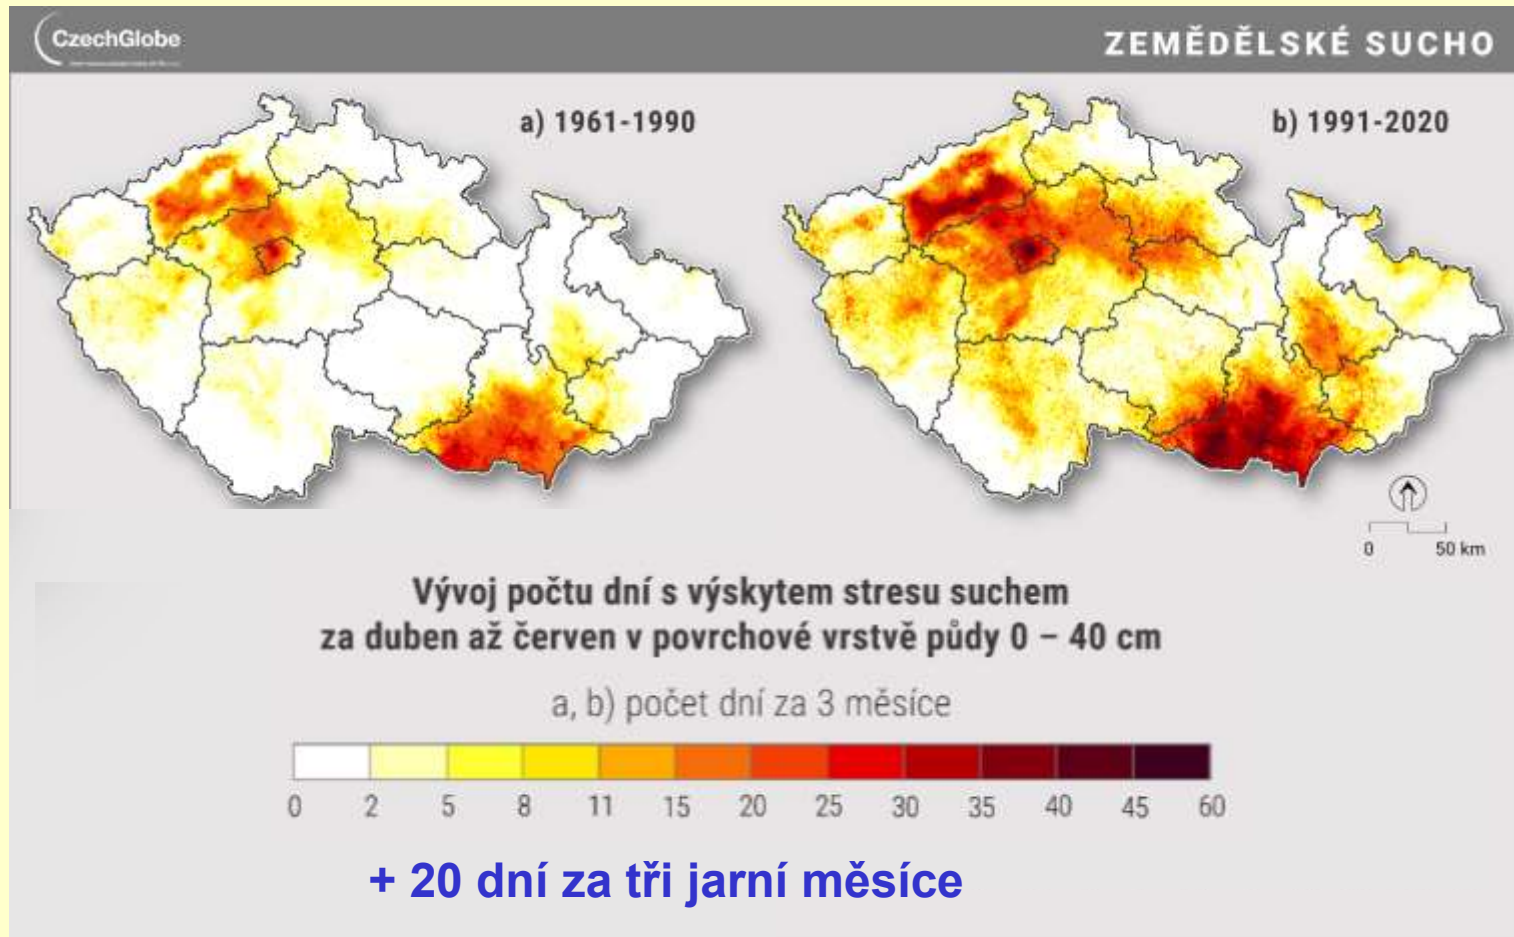 CzechGlobe
ZEMĚDĚLSKÉ SUCHO
a) 1961-1990
b) 1991-2020
0 50 km
Vývoj počtu dní s výskytem stresu suchem
za duben až červen v povrchové vrstvě půdy 0 – 40 cm
a, b) počet dní za 3 měsíce
0 2 5 8 11 15 20 25 30 35 40 45 60
+ 20 dní za tři jarní měsíce